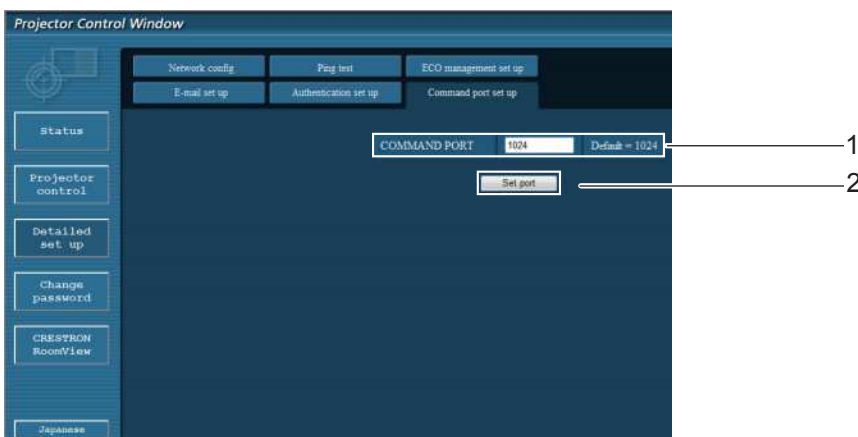 Projector Control Window
Network config
Ping test
ECO management set up
E-mail set up
Authentication set up
Command port set up
Status
COMMAND PORT
1024
Default = 1024
1
Projector
control
Set port
2
Detailed
set up
Change
password
CRESTRON
RoomView
Japanese